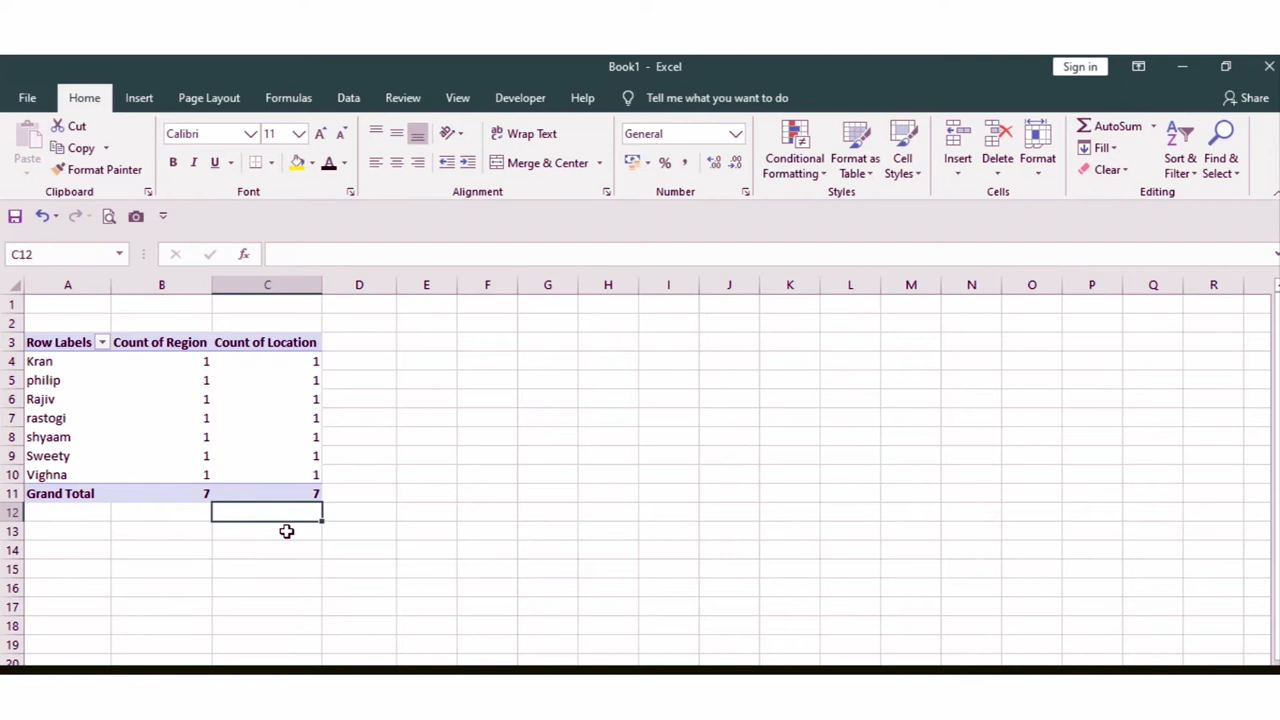 Book1 - Excel
Sign in
File Home Insert Page Layout Formulas Data Review View Developer Help Tell me what you want to do Share
Cut
Copy
Format Painter
Paste
Clipboard
Calibri 11
B I U
Font
Wrap Text
Merge & Center
Alignment
General
Number
Conditional Formatting
Format as Table
Cell Styles
Styles
Insert Delete Format
Cells
AutoSum
Fill
Clear
Sort & Filter
Find & Select
Editing
C12
fx
A B C D E F G H I J K L M N O P Q R
1
2
3 Row Labels Count of Region Count of Location
4 Kran 1 1
5 philip 1 1
6 Rajiv 1 1
7 rastogi 1 1
8 shyaam 1 1
9 Sweety 1 1
10 Vighna 1 1
11 Grand Total 7 7
12
13
14
15
16
17
18
19
20